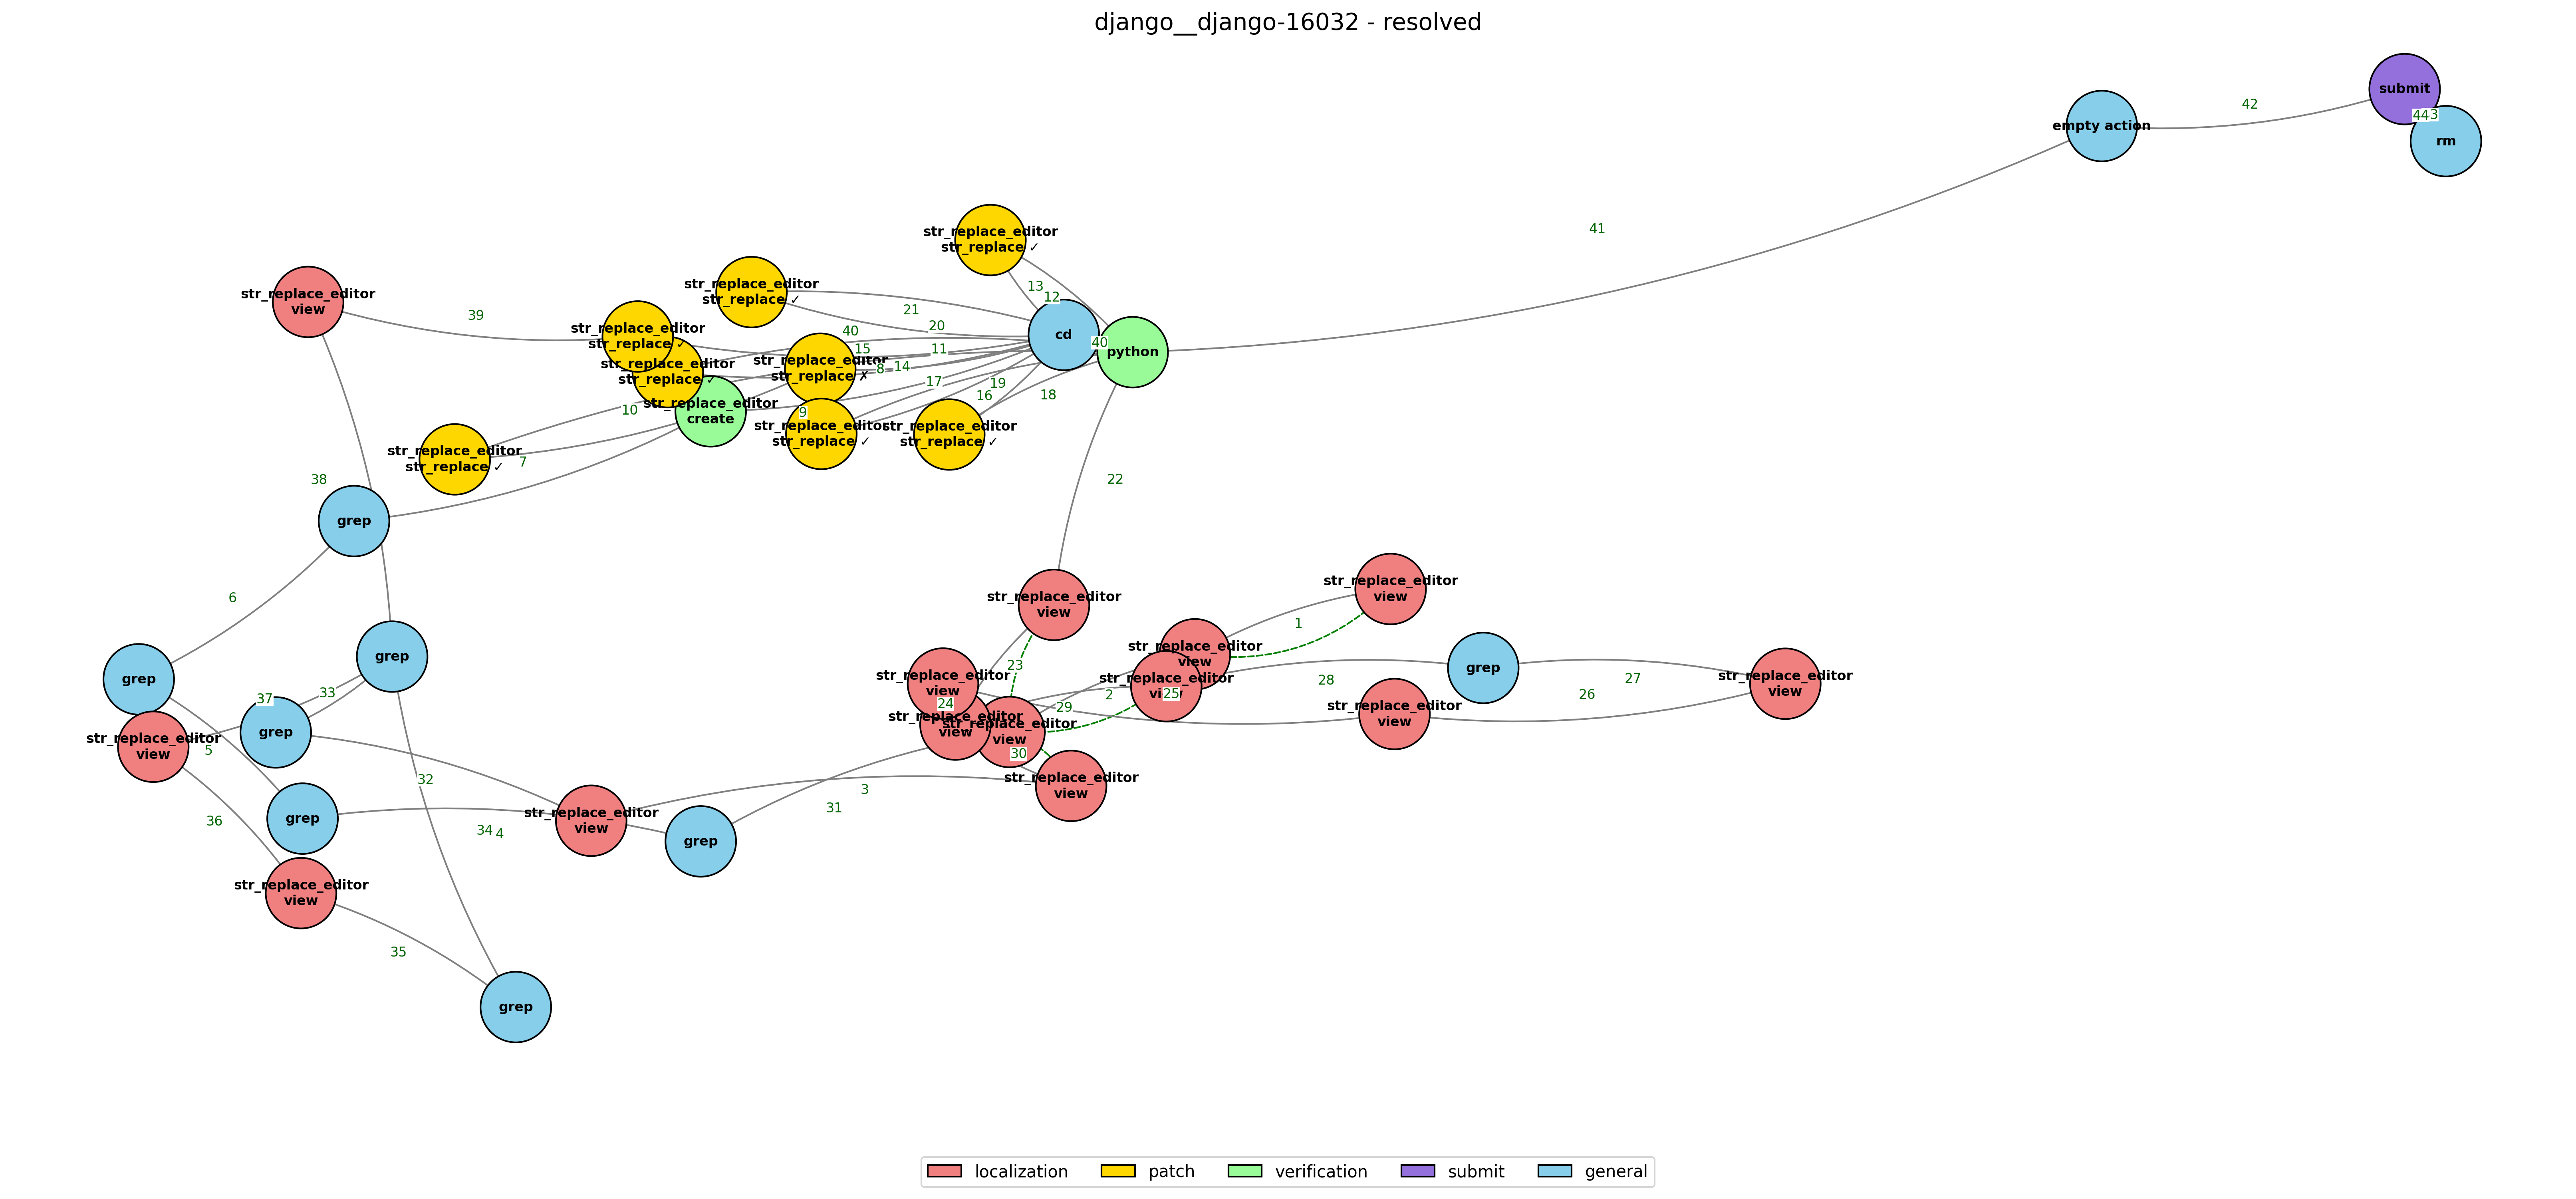 django__django-16032 - resolved
submit
42
443
empty action
rm
41
str_replace_editor
str_replace ✓
13
12
str_replace_editor
str_replace ✓
str_replace_editor
view
21
39
20
40
cd
str_replace_editor
str_replace ✓
15
11
40
python
str_replace_editor
str_replace ✓
str_replace_editor
str_replace ✗
8
14
17
19
16
18
str_replace_editor
create
10
9
str_replace_editor
str_replace ✓
str_replace_editor
str_replace ✓
str_replace_editor
str_replace ✓
7
38
22
grep
6
str_replace_editor
view
str_replace_editor
view
1
grep
str_replace_editor
view
23
grep
grep
str_replace_editor
view
str_replace_editor
view
28
27
str_replace_editor
view
37
33
24
2
25
26
29
str_replace_editor
view
str_replace_editor
view
str_replace_editor
view
grep
str_replace_editor
view
5
30
32
str_replace_editor
view
3
31
36
grep
34
4
str_replace_editor
view
grep
str_replace_editor
view
35
grep
localization
patch
verification
submit
general